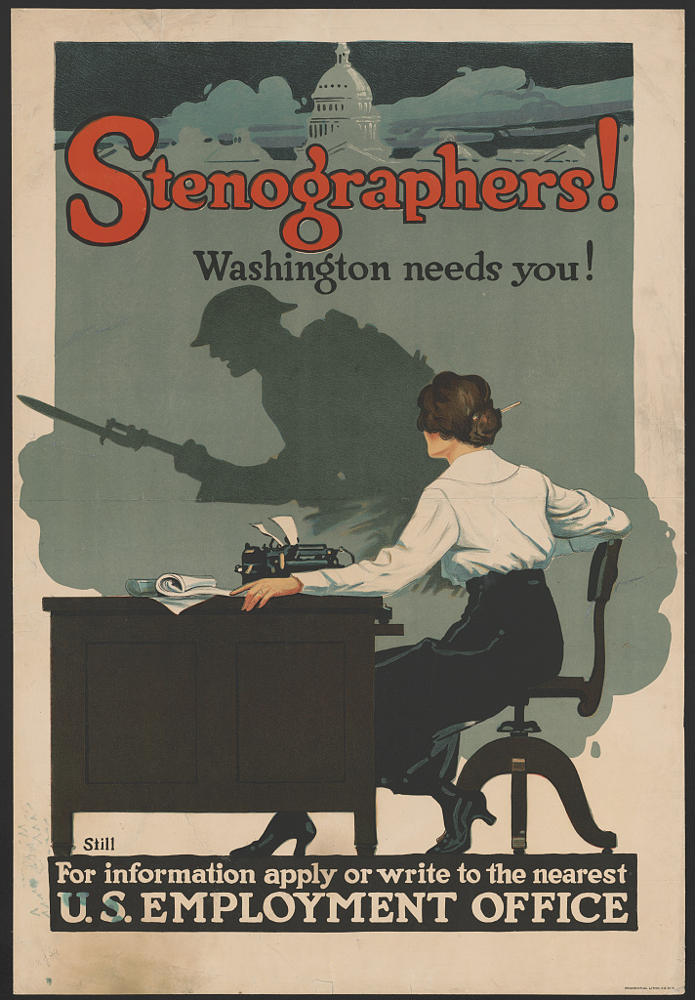 Stenographers!
Washington needs you!
Still
For information apply or write to the nearest
U. S. EMPLOYMENT OFFICE